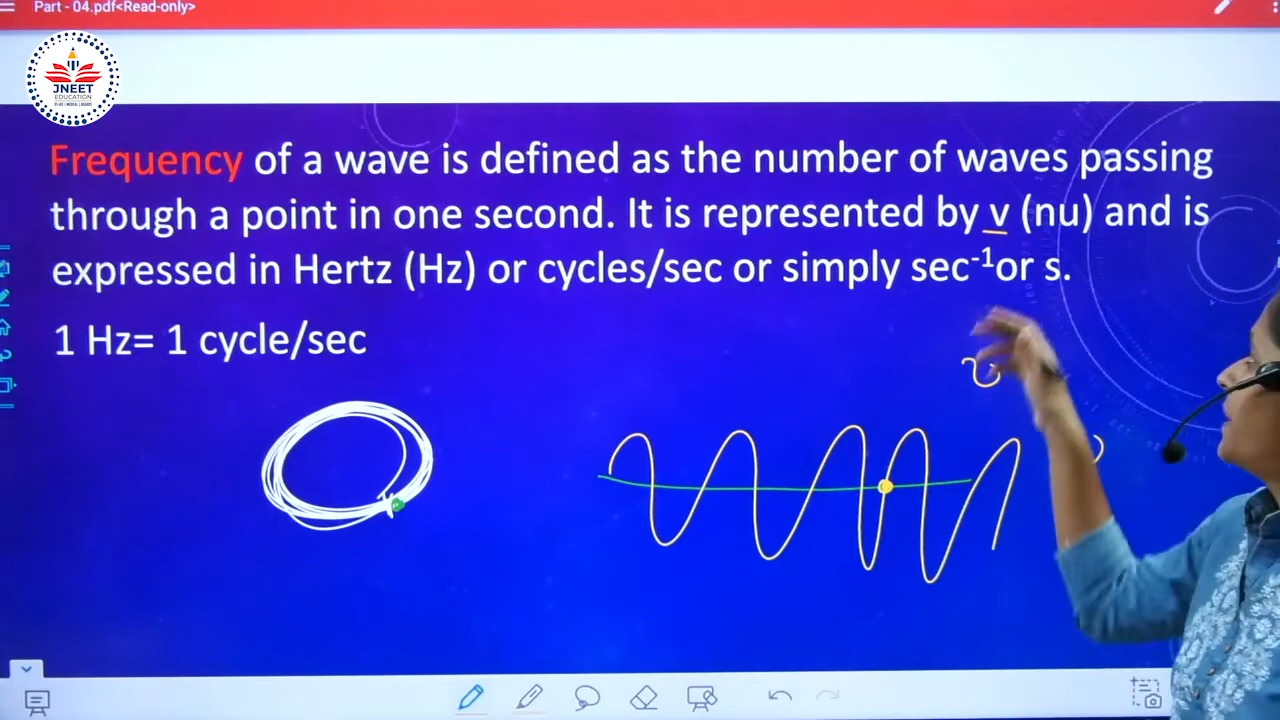 Part - 04.pdf<Read-only>
JNEET
EDUCATION
Frequency of a wave is defined as the number of waves passing
through a point in one second. It is represented by v (nu) and is
expressed in Hertz (Hz) or cycles/sec or simply sec⁻¹or s.
1 Hz= 1 cycle/sec